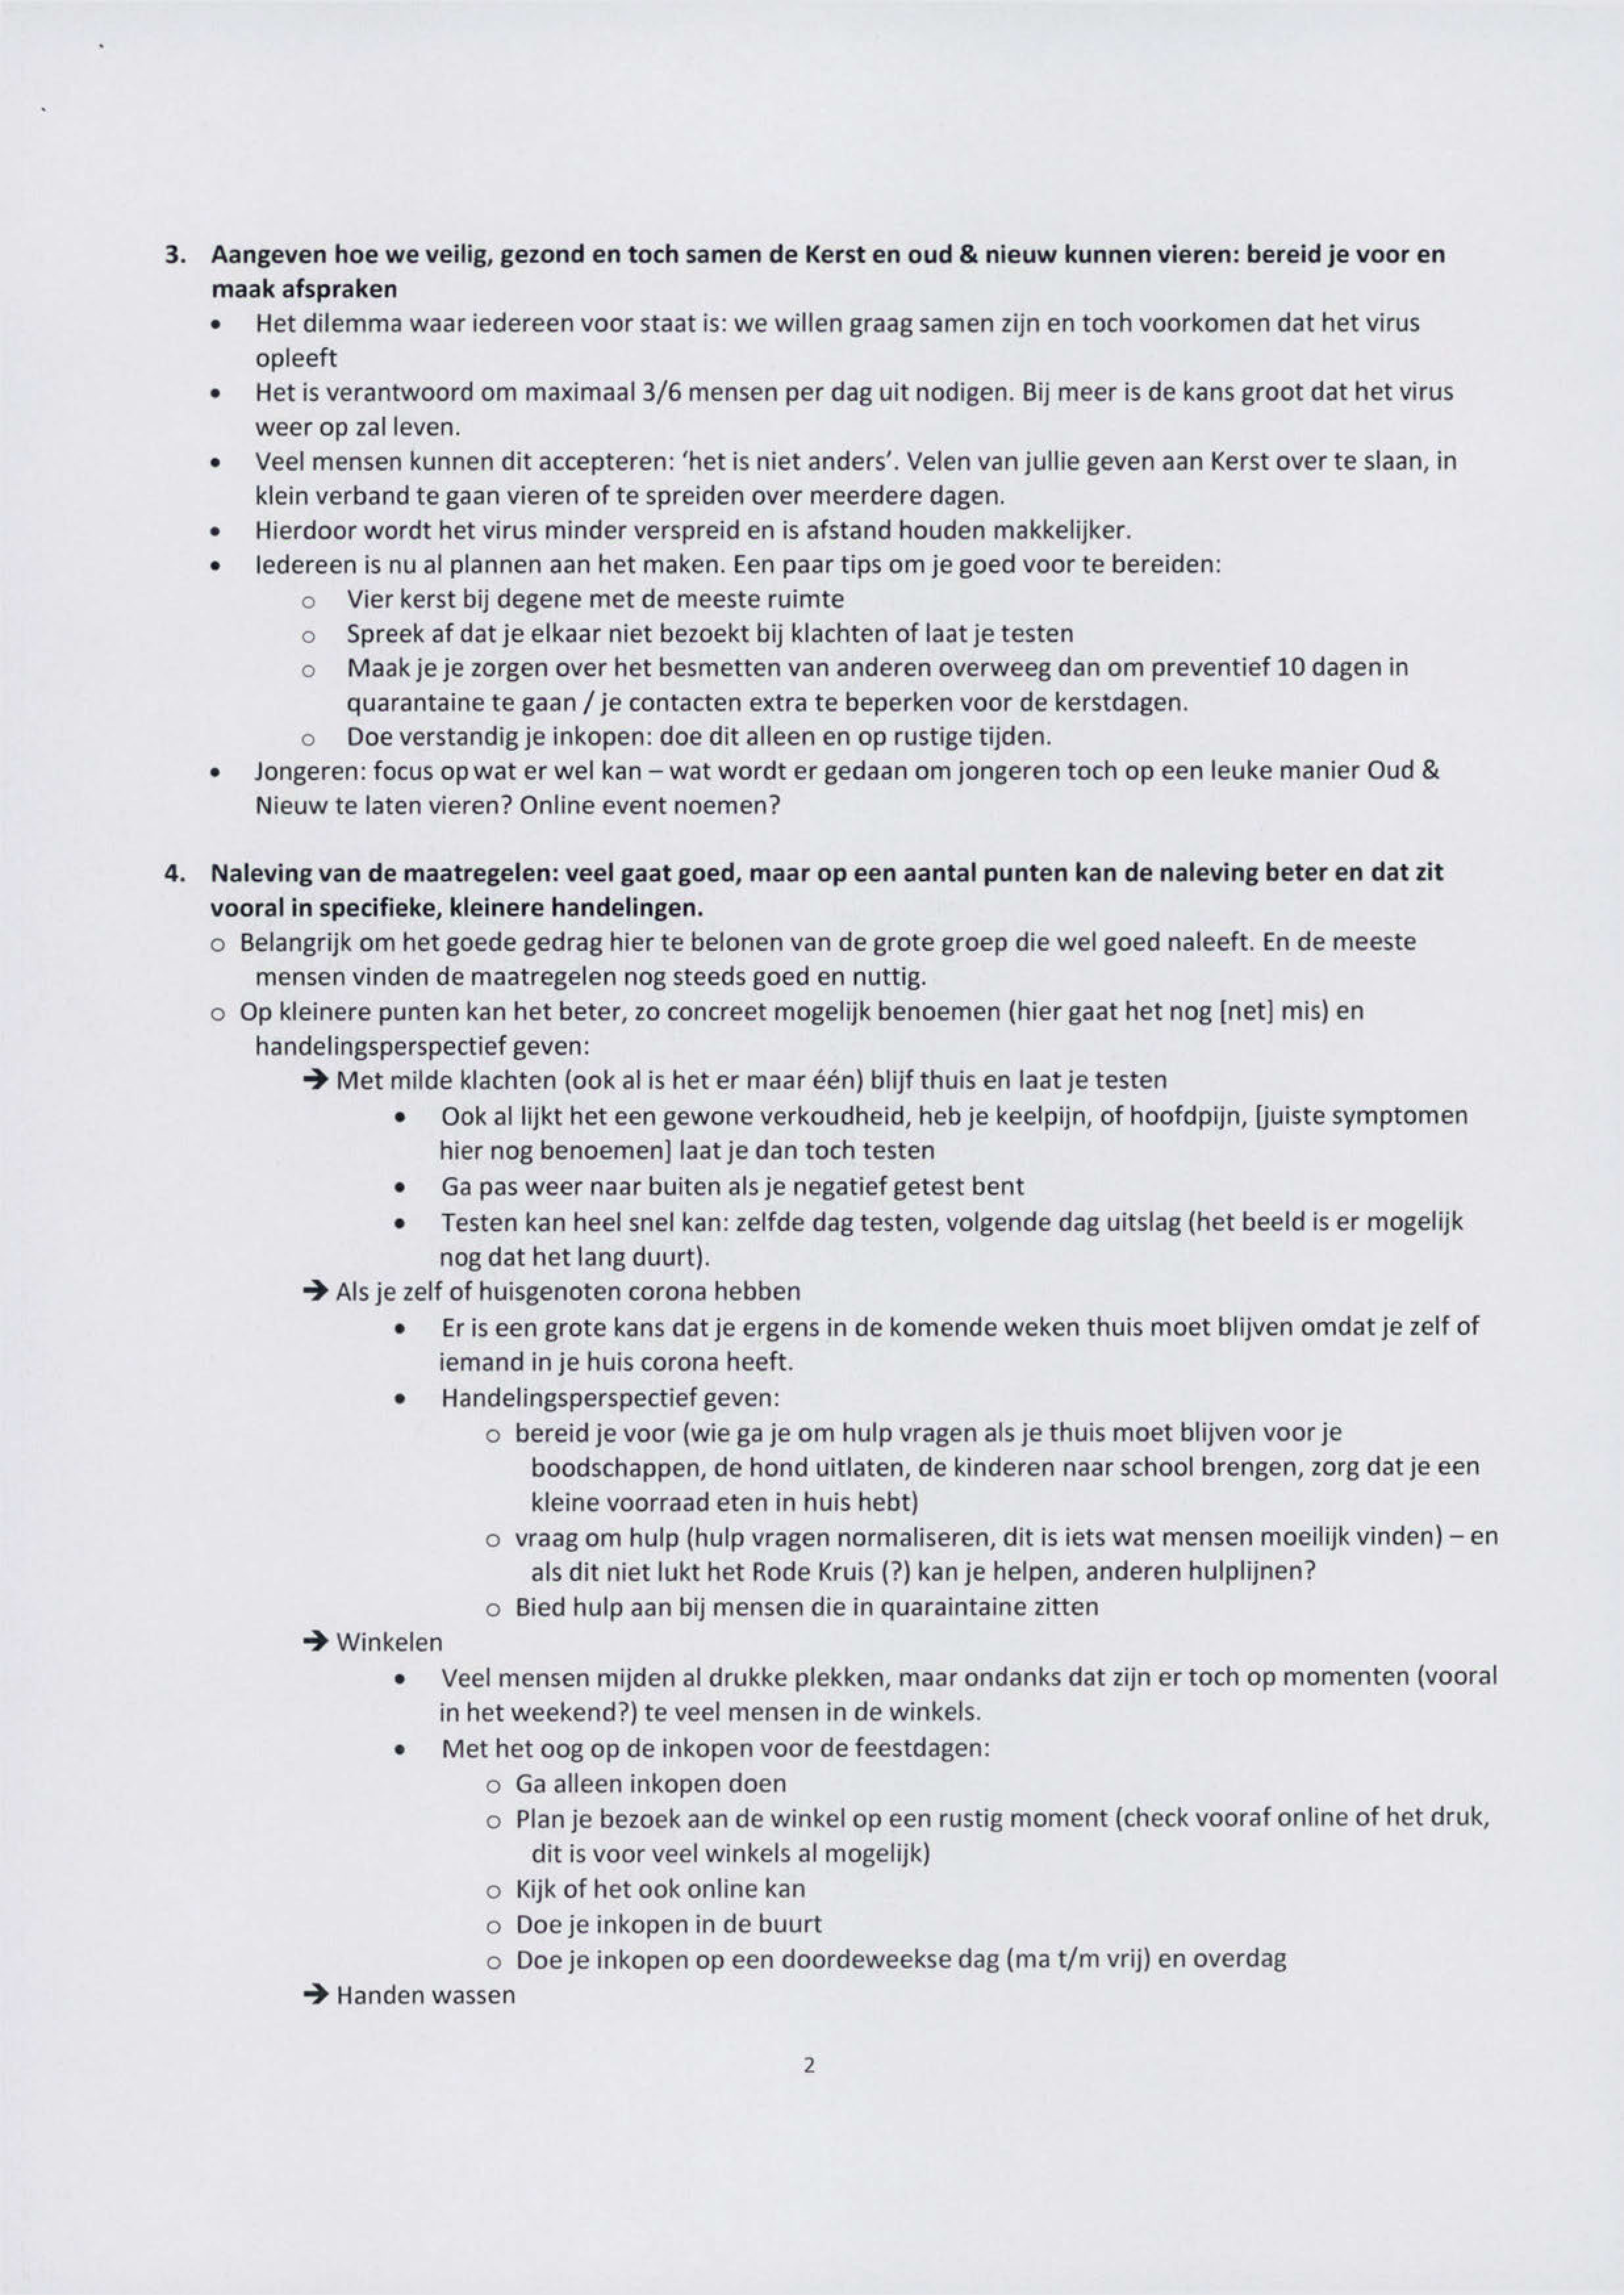 3. Aangeven hoe we veilig, gezond en toch samen de Kerst en oud & nieuw kunnen vieren: bereid je voor en
maak afspraken
• Het dilemma waar iedereen voor staat is: we willen graag samen zijn en toch voorkomen dat het virus
opleeft
• Het is verantwoord om maximaal 3/6 mensen per dag uit nodigen. Bij meer is de kans groot dat het virus
weer op zal leven.
• Veel mensen kunnen dit accepteren: ‘het is niet anders’. Velen van jullie geven aan Kerst over te slaan, in
klein verband te gaan vieren of te spreiden over meerdere dagen.
• Hierdoor wordt het virus minder verspreid en is afstand houden makkelijker.
• Iedereen is nu al plannen aan het maken. Een paar tips om je goed voor te bereiden:
o Vier kerst bij degene met de meeste ruimte
o Spreek af dat je elkaar niet bezoekt bij klachten of laat je testen
o Maak je je zorgen over het besmetten van anderen overweeg dan om preventief 10 dagen in
quarantaine te gaan / je contacten extra te beperken voor de kerstdagen.
o Doe verstandig je inkopen: doe dit alleen en op rustige tijden.
• Jongeren: focus op wat er wel kan – wat wordt er gedaan om jongeren toch op een leuke manier Oud &
Nieuw te laten vieren? Online event noemen?
4. Naleving van de maatregelen: veel gaat goed, maar op een aantal punten kan de naleving beter en dat zit
vooral in specifieke, kleinere handelingen.
o Belangrijk om het goede gedrag hier te belonen van de grote groep die wel goed naleeft. En de meeste
mensen vinden de maatregelen nog steeds goed en nuttig.
o Op kleinere punten kan het beter, zo concreet mogelijk benoemen (hier gaat het nog [net] mis) en
handelingsperspectief geven:
→ Met milde klachten (ook al is het er maar één) blijf thuis en laat je testen
• Ook al lijkt het een gewone verkoudheid, heb je keelpijn, of hoofdpijn, [juiste symptomen
hier nog benoemen] laat je dan toch testen
• Ga pas weer naar buiten als je negatief getest bent
• Testen kan heel snel kan: zelfde dag testen, volgende dag uitslag (het beeld is er mogelijk
nog dat het lang duurt).
→ Als je zelf of huisgenoten corona hebben
• Er is een grote kans dat je ergens in de komende weken thuis moet blijven omdat je zelf of
iemand in je huis corona heeft.
• Handelingsperspectief geven:
o bereid je voor (wie ga je om hulp vragen als je thuis moet blijven voor je
boodschappen, de hond uitlaten, de kinderen naar school brengen, zorg dat je een
kleine voorraad eten in huis hebt)
o vraag om hulp (hulp vragen normaliseren, dit is iets wat mensen moeilijk vinden) – en
als dit niet lukt het Rode Kruis (?) kan je helpen, anderen hulplijnen?
o Bied hulp aan bij mensen die in quaraintaine zitten
→ Winkelen
• Veel mensen mijden al drukke plekken, maar ondanks dat zijn er toch op momenten (vooral
in het weekend?) te veel mensen in de winkels.
• Met het oog op de inkopen voor de feestdagen:
o Ga alleen inkopen doen
o Plan je bezoek aan de winkel op een rustig moment (check vooraf online of het druk,
dit is voor veel winkels al mogelijk)
o Kijk of het ook online kan
o Doe je inkopen in de buurt
o Doe je inkopen op een doordeweekse dag (ma t/m vrij) en overdag
→ Handen wassen
2